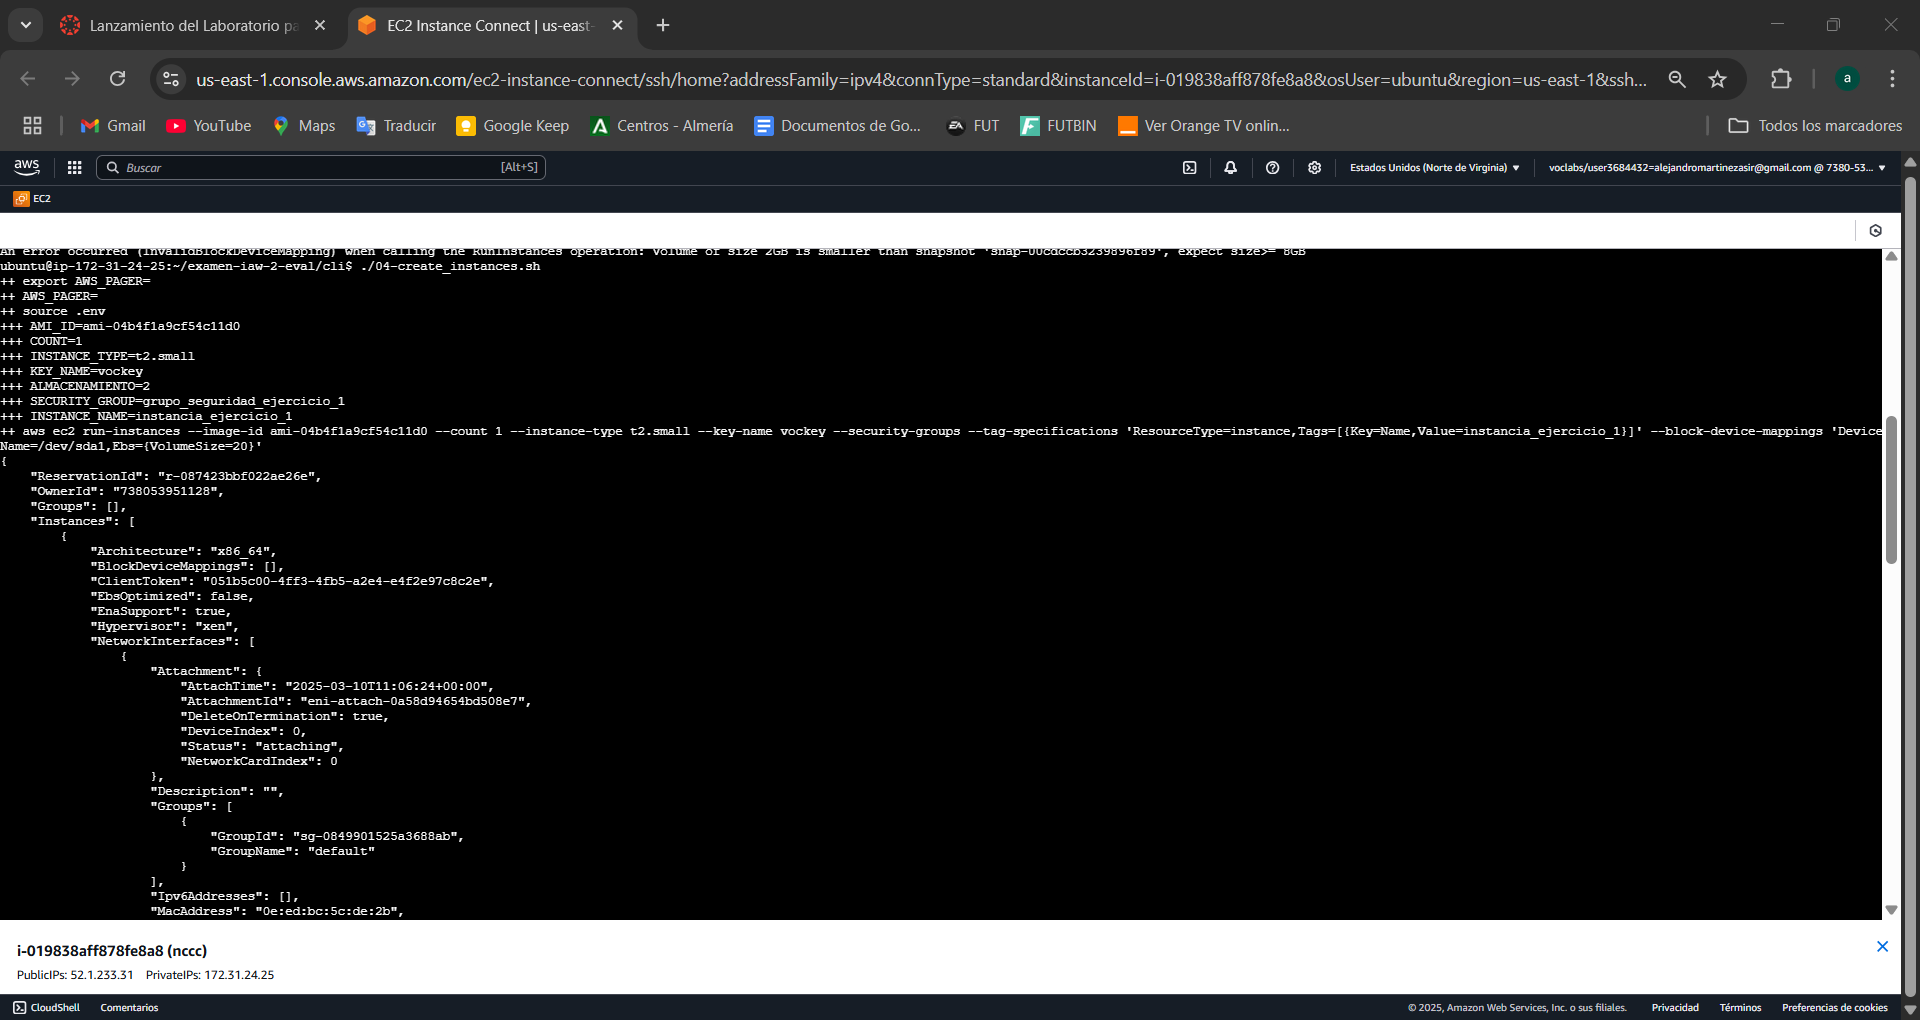 Lanzamiento del Laboratorio pa
EC2 Instance Connect | us-east-
us-east-1.console.aws.amazon.com/ec2-instance-connect/ssh/home?addressFamily=ipv4&connType=standard&instanceId=i-019838aff878fe8a8&osUser=ubuntu&region=us-east-1&ssh...
a
Gmail
YouTube
Maps
Traducir
Google Keep
Centros - Almería
Documentos de Go...
FUT
FUTBIN
Ver Orange TV onlin...
Todos los marcadores
aws
Buscar
[Alt+S]
Estados Unidos (Norte de Virginia)
voclabs/user3684432=alejandromartinezasir@gmail.com @ 7380-53...
EC2
An error occurred (InvalidBlockDeviceMapping) when calling the RunInstances operation: Volume of size 2GB is smaller than snapshot 'snap-00cdccb3239896f89', expect size>= 8GB
ubuntu@ip-172-31-24-25:~/examen-iaw-2-eval/cli$ ./04-create_instances.sh
++ export AWS_PAGER=
++ AWS_PAGER=
++ source .env
+++ AMI_ID=ami-04b4f1a9cf54c11d0
+++ COUNT=1
+++ INSTANCE_TYPE=t2.small
+++ KEY_NAME=vockey
+++ ALMACENAMIENTO=2
+++ SECURITY_GROUP=grupo_seguridad_ejercicio_1
+++ INSTANCE_NAME=instancia_ejercicio_1
++ aws ec2 run-instances --image-id ami-04b4f1a9cf54c11d0 --count 1 --instance-type t2.small --key-name vockey --security-groups --tag-specifications 'ResourceType=instance,Tags=[{Key=Name,Value=instancia_ejercicio_1}]' --block-device-mappings 'Device
Name=/dev/sda1,Ebs={VolumeSize=20}'
{
"ReservationId": "r-087423bbf022ae26e",
"OwnerId": "738053951128",
"Groups": [],
"Instances": [
{
"Architecture": "x86_64",
"BlockDeviceMappings": [],
"ClientToken": "051b5c00-4ff3-4fb5-a2e4-e4f2e97c8c2e",
"EbsOptimized": false,
"EnaSupport": true,
"Hypervisor": "xen",
"NetworkInterfaces": [
{
"Attachment": {
"AttachTime": "2025-03-10T11:06:24+00:00",
"AttachmentId": "eni-attach-0a58d94654bd508e7",
"DeleteOnTermination": true,
"DeviceIndex": 0,
"Status": "attaching",
"NetworkCardIndex": 0
},
"Description": "",
"Groups": [
{
"GroupId": "sg-0849901525a3688ab",
"GroupName": "default"
}
],
"Ipv6Addresses": [],
"MacAddress": "0e:ed:bc:5c:de:2b",
i-019838aff878fe8a8 (nccc)
PublicIPs: 52.1.233.31 PrivateIPs: 172.31.24.25
CloudShell
Comentarios
© 2025, Amazon Web Services, Inc. o sus filiales.
Privacidad
Términos
Preferencias de cookies